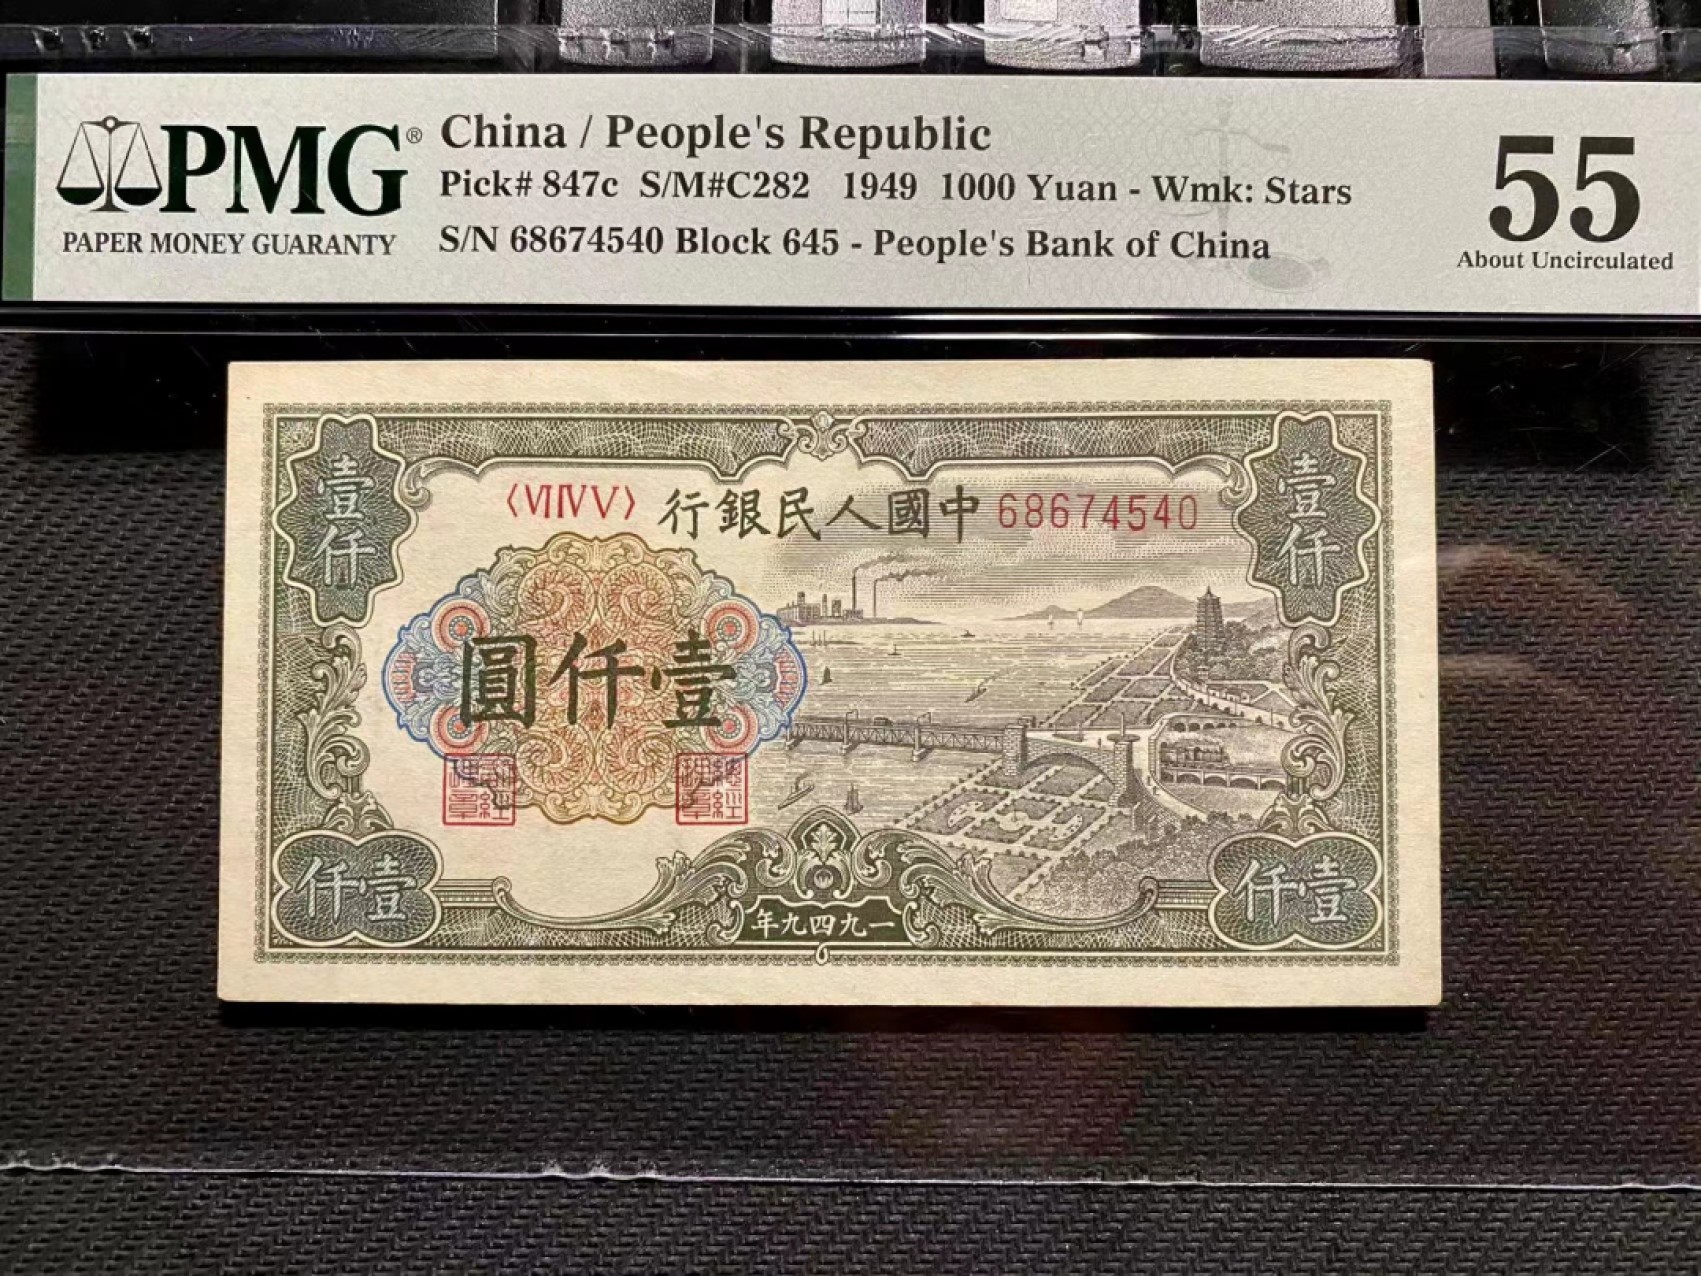 PMG®
PAPER MONEY GUARANTY
China / People's Republic
Pick# 847c S/M#C282 1949 1000 Yuan - Wmk: Stars
S/N 68674540 Block 645 - People's Bank of China
55
About Uncirculated
壹仟
壹仟
〈ⅥⅣⅤ〉
行銀民人國中
68674540
圓仟壹
仟壹
仟壹
年九四九一